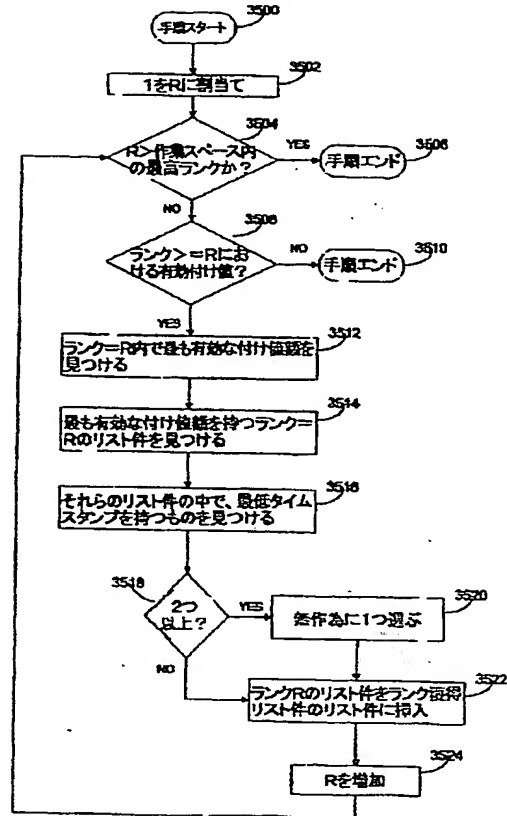 3500
手順スタート
3502
1をRに割当て
3504
R>作業スペース内
の最高ランクか?
YES
3506
手順エンド
NO
3508
ランク>=Rにお
ける有効付け値?
NO
3510
手順エンド
YES
3512
ランク=R内で最も有効な付け値額を
見つける
3514
最も有効な付け値額を持つランク=
Rのリスト件を見つける
3516
それらのリスト件の中で、最低タイム
スタンプを持つものを見つける
3518
2つ
以上?
YES
3520
無作為に1つ選ぶ
NO
3522
ランクRのリスト件をランク獲得
リスト件のリスト件に挿入
3524
Rを増加